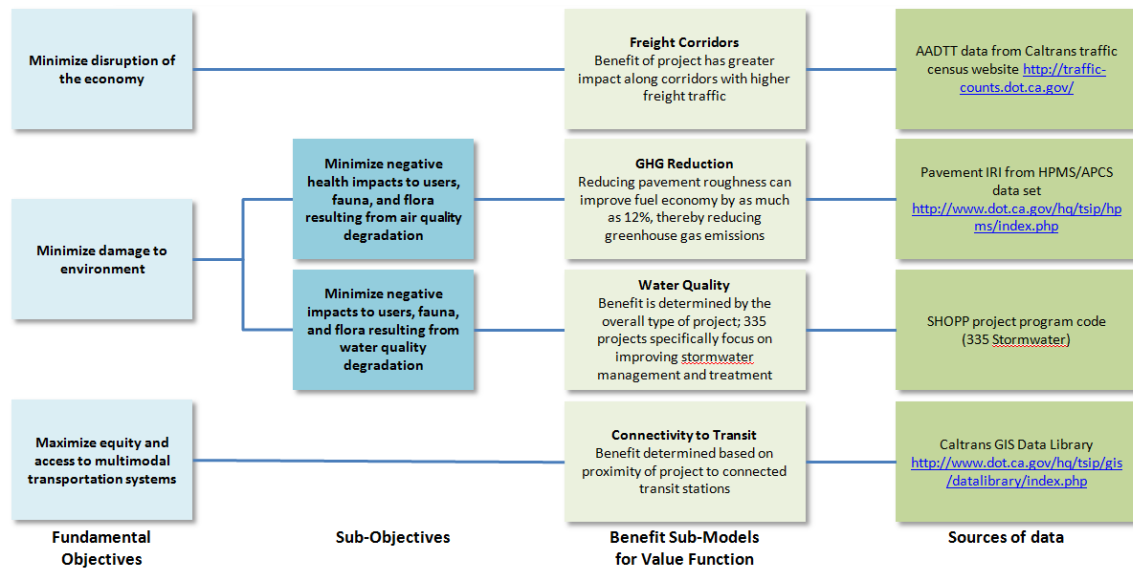 Minimize disruption of
the economy
Freight Corridors
Benefit of project has greater
impact along corridors with higher
freight traffic
AADTT data from Caltrans traffic
census website http://traffic-
counts.dot.ca.gov/
Minimize damage to
environment
Minimize negative
health impacts to users,
fauna, and flora
resulting from air quality
degradation
GHG Reduction
Reducing pavement roughness can
improve fuel economy by as much
as 12%, thereby reducing
greenhouse gas emissions
Pavement IRI from HPMS/APCS
data set
http://www.dot.ca.gov/hq/tsip/hp
ms/index.php
Minimize negative
impacts to users, fauna,
and flora resulting from
water quality
degradation
Water Quality
Benefit is determined by the
overall type of project; 335
projects specifically focus on
improving stormwater
management and treatment
SHOPP project program code
(335 Stormwater)
Maximize equity and
access to multimodal
transportation systems
Connectivity to Transit
Benefit determined based on
proximity of project to connected
transit stations
Caltrans GIS Data Library
http://www.dot.ca.gov/hq/tsip/gis
/datalibrary/index.php
Fundamental
Objectives
Sub-Objectives
Benefit Sub-Models
for Value Function
Sources of data